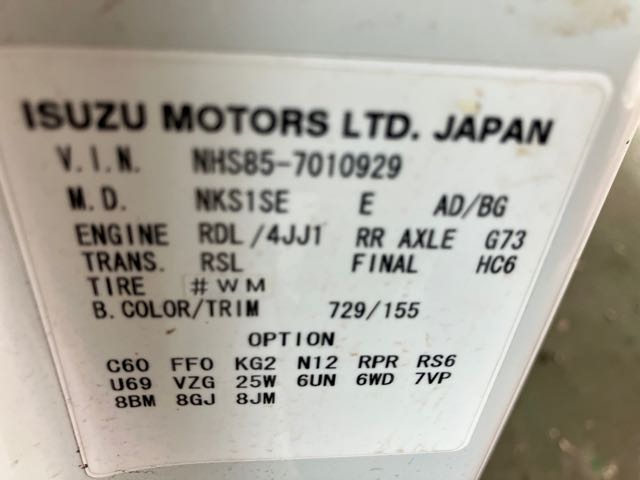 ISUZU MOTORS LTD. JAPAN
V.I.N. NHS85-7010929
M.D. NKS1SE E AD/BG
ENGINE RDL/4JJ1 RR AXLE G73
TRANS. RSL FINAL HC6
TIRE #WM
B.COLOR/TRIM 729/155
OPTION
C60 FF0 KG2 N12 RPR RS6
U69 VZG 25W 6UN 6WD 7VP
8BM 8GJ 8JM